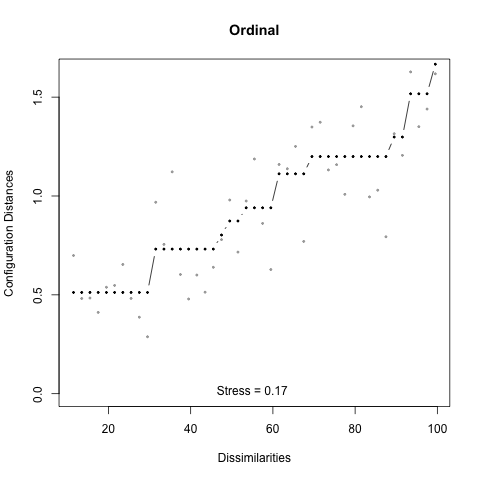 Ordinal
Configuration Distances
1.5
1.0
0.5
0.0
Stress = 0.17
20 40 60 80 100
Dissimilarities